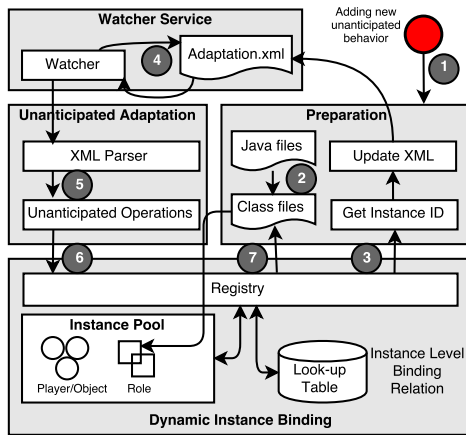 Watcher Service
Adding new
unanticipated
behavior
Watcher
4
Adaptation.xml
1
Unanticipated Adaptation
Preparation
XML Parser
Java files
Update XML
5
2
Unanticipated Operations
Class files
Get Instance ID
6
7
3
Registry
Instance Pool
Player/Object
Role
Look-up
Table
Instance Level
Binding
Relation
Dynamic Instance Binding